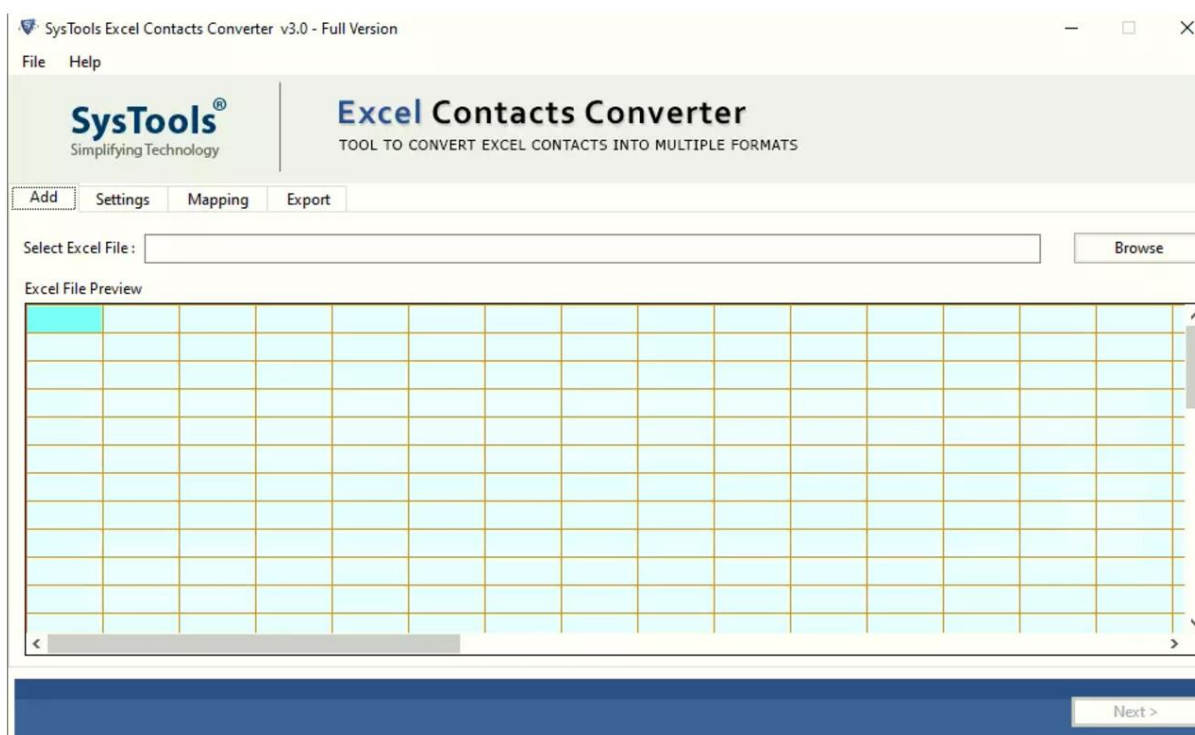 SysTools Excel Contacts Converter v3.0 - Full Version
File Help
SysTools®
Simplifying Technology
Excel Contacts Converter
TOOL TO CONVERT EXCEL CONTACTS INTO MULTIPLE FORMATS
Add Settings Mapping Export
Select Excel File : Browse
Excel File Preview
Next >